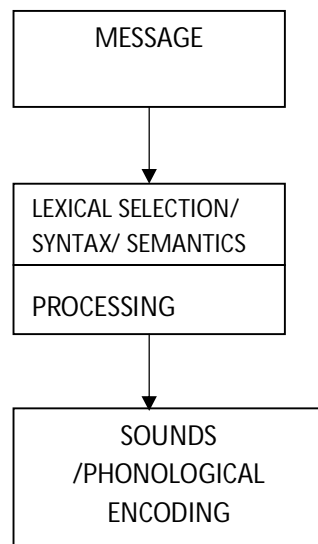 MESSAGE
LEXICAL SELECTION/
SYNTAX/ SEMANTICS
PROCESSING
SOUNDS
/PHONOLOGICAL
ENCODING